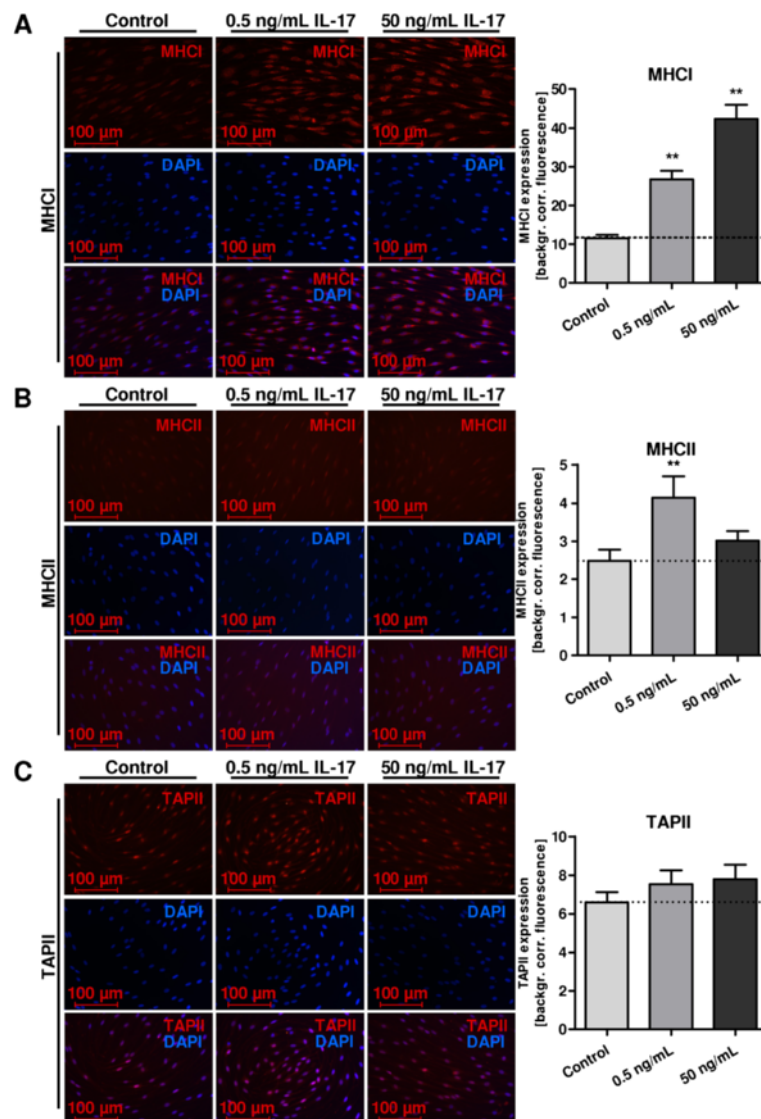 A
Control 0.5 ng/mL IL-17 50 ng/mL IL-17
MHCI
MHCI MHCI MHCI
100 µm 100 µm 100 µm
DAPI DAPI DAPI
100 µm 100 µm 100 µm
MHCI MHCI MHCI
DAPI DAPI DAPI
100 µm 100 µm 100 µm
MHCI
MHCI expression
[backgr. corr. fluorescence]
50
40
30
20
10
0
**
**
Control 0.5 ng/mL 50 ng/mL
B
Control 0.5 ng/mL IL-17 50 ng/mL IL-17
MHCII
MHCII MHCII MHCII
100 µm 100 µm 100 µm
DAPI DAPI DAPI
100 µm 100 µm 100 µm
MHCII MHCII MHCII
DAPI DAPI DAPI
100 µm 100 µm 100 µm
MHCII
MHCII expression
[backgr. corr. fluorescence]
5
4
3
2
1
0
**
Control 0.5 ng/mL 50 ng/mL
C
Control 0.5 ng/mL IL-17 50 ng/mL IL-17
TAPII
TAPII TAPII TAPII
100 µm 100 µm 100 µm
DAPI DAPI DAPI
100 µm 100 µm 100 µm
TAPII TAPII TAPII
DAPI DAPI DAPI
100 µm 100 µm 100 µm
TAPII
TAPII expression
[backgr. corr. fluorescence]
8
6
4
2
0
Control 0.5 ng/mL 50 ng/mL